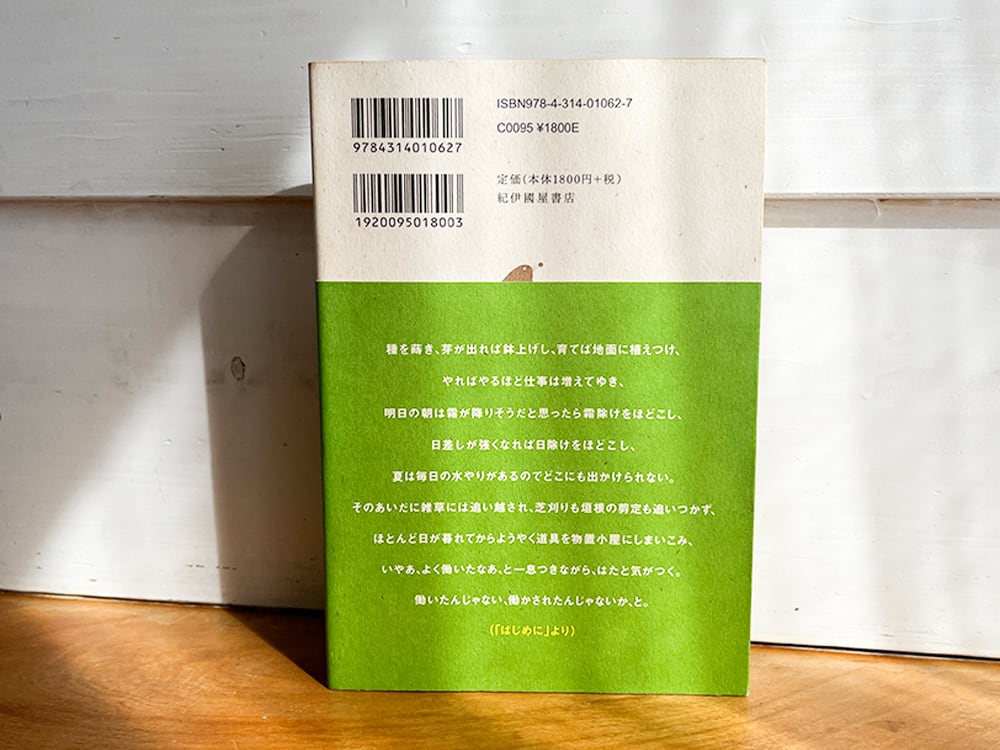 ISBN978-4-314-01062-7
C0095 ¥1800E
9784314010627
定価(本体1800円+税)
紀伊國屋書店
1920095018003
種を蒔き、芽が出れば鉢上げし、育てば地面に植えつけ、
やればやるほど仕事は増えてゆき、
明日の朝は霜が降りそうだと思ったら霜除けをほどこし、
日差しが強くなれば日除けをほどこし、
夏は毎日の水やりがあるのでどこにも出かけられない。
そのあいだに雑草には追い越され、芝刈りも垣根の剪定も追いつかず、
ほとんど日が暮れてからようやく道具を物置小屋にしまいこみ、
いやあ、よく働いたなあ、と一息つきながら、はたと気がつく。
働いたんじゃない、働かされたんじゃないか、と。
(「はじめに」より)